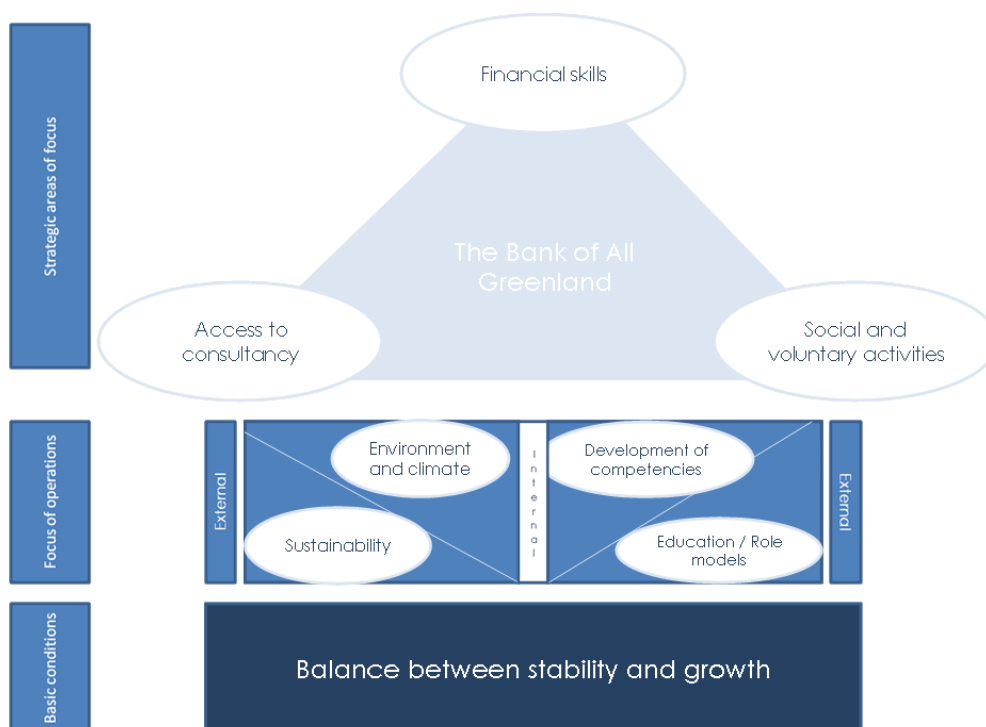 Strategic areas of focus
Financial skills
The Bank of All
Greenland
Access to
consultancy
Social and
voluntary activities
Focus of operations
External
Environment
and climate
Sustainability
Internal
Development of
competencies
Education / Role
models
External
Basic conditions
Balance between stability and growth